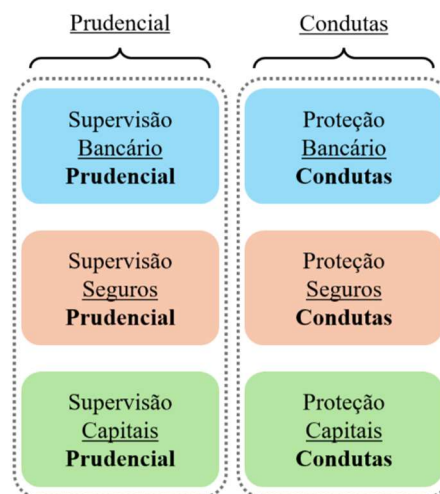 Prudencial
Condutas
Supervisão
Bancário
Prudencial
Proteção
Bancário
Condutas
Supervisão
Seguros
Prudencial
Proteção
Seguros
Condutas
Supervisão
Capitais
Prudencial
Proteção
Capitais
Condutas